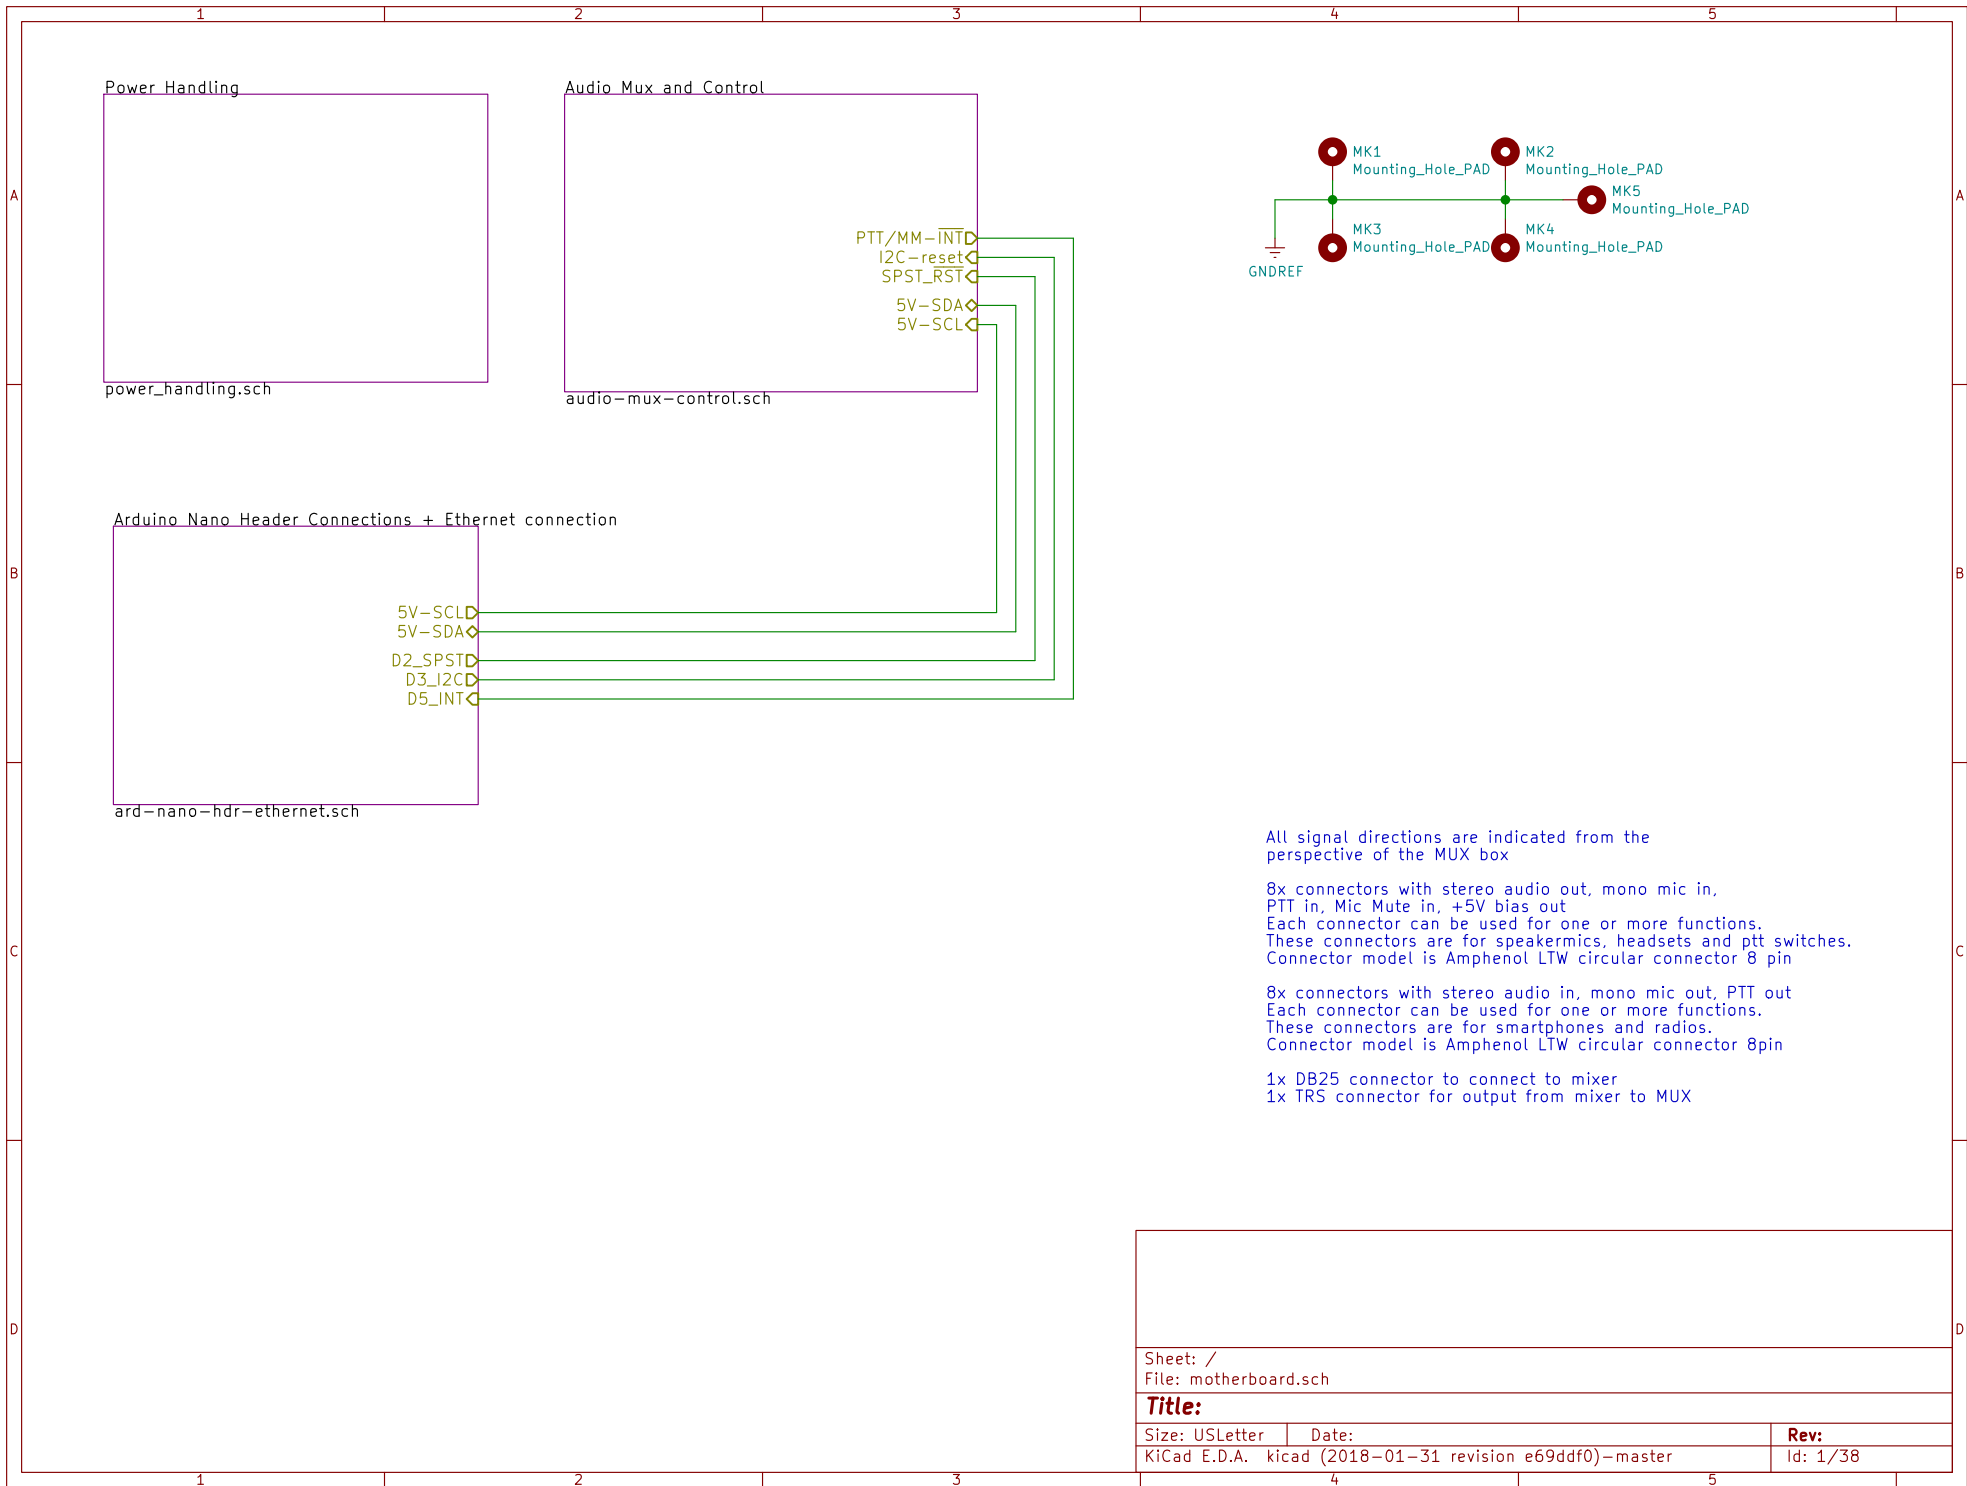 1 2 3 4 5
A A
B B
C C
D D
Power Handling
power_handling.sch
Audio Mux and Control
PTT/MM-INT
I2C-reset
SPST_RST
5V-SDA
5V-SCL
audio-mux-control.sch
MK1
Mounting_Hole_PAD
MK2
Mounting_Hole_PAD
MK5
Mounting_Hole_PAD
MK3
Mounting_Hole_PAD
MK4
Mounting_Hole_PAD
GNDREF
Arduino Nano Header Connections + Ethernet connection
5V-SCL
5V-SDA
D2_SPST
D3_I2C
D5_INT
ard-nano-hdr-ethernet.sch
All signal directions are indicated from the
perspective of the MUX box
8x connectors with stereo audio out, mono mic in,
PTT in, Mic Mute in, +5V bias out
Each connector can be used for one or more functions.
These connectors are for speakermics, headsets and ptt switches.
Connector model is Amphenol LTW circular connector 8 pin
8x connectors with stereo audio in, mono mic out, PTT out
Each connector can be used for one or more functions.
These connectors are for smartphones and radios.
Connector model is Amphenol LTW circular connector 8pin
1x DB25 connector to connect to mixer
1x TRS connector for output from mixer to MUX
Sheet: /
File: motherboard.sch
Title:
Size: USLetter Date: Rev:
KiCad E.D.A. kicad (2018-01-31 revision e69ddf0)-master Id: 1/38
1 2 3 4 5